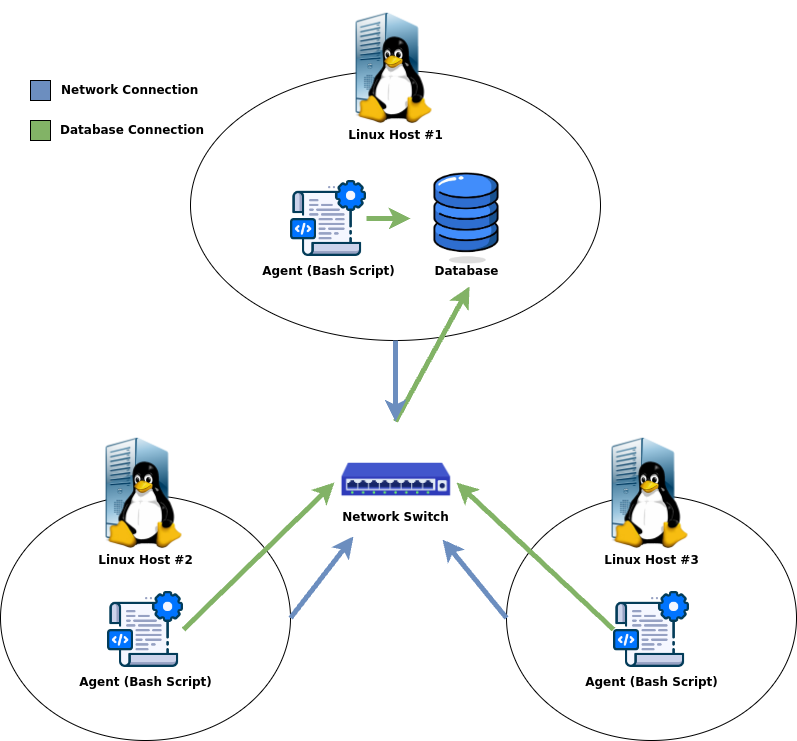 Linux Host #1
Network Connection
Database Connection
Agent (Bash Script)
Database
Network Switch
Linux Host #2
Linux Host #3
Agent (Bash Script)
Agent (Bash Script)